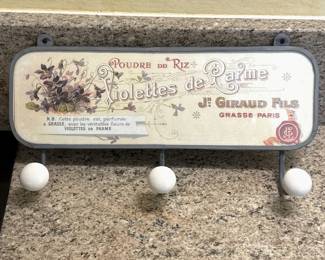 POUDRE DE RIZ
Violettes de Parme
Jh GIRAUD FILS
GRASSE PARIS
N.B. Cette poudre est parfumée
à GRASSE, avec les véritables fleurs de
VIOLETTES DE PARME